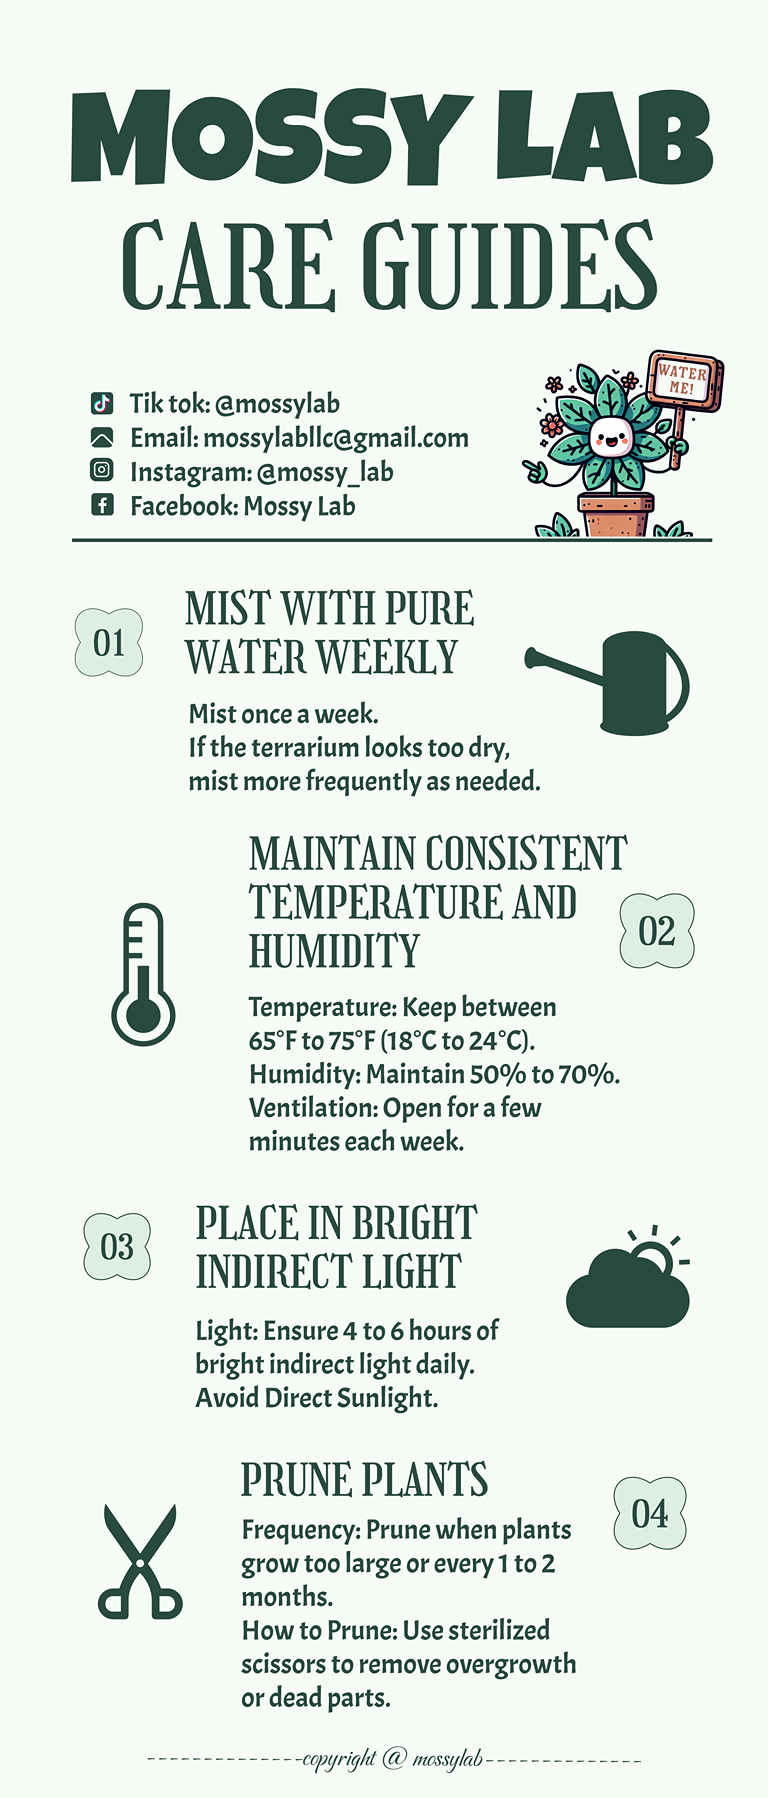 MOSSY LAB
CARE GUIDES
WATER
ME!
Tik tok: @mossylab
Email: mossylabllc@gmail.com
Instagram: @mossy_lab
Facebook: Mossy Lab
01
MIST WITH PURE
WATER WEEKLY
Mist once a week.
If the terrarium looks too dry,
mist more frequently as needed.
MAINTAIN CONSISTENT
TEMPERATURE AND
HUMIDITY
02
Temperature: Keep between
65°F to 75°F (18°C to 24°C).
Humidity: Maintain 50% to 70%.
Ventilation: Open for a few
minutes each week.
03
PLACE IN BRIGHT
INDIRECT LIGHT
Light: Ensure 4 to 6 hours of
bright indirect light daily.
Avoid Direct Sunlight.
PRUNE PLANTS
04
Frequency: Prune when plants
grow too large or every 1 to 2
months.
How to Prune: Use sterilized
scissors to remove overgrowth
or dead parts.
copyright @ mossylab